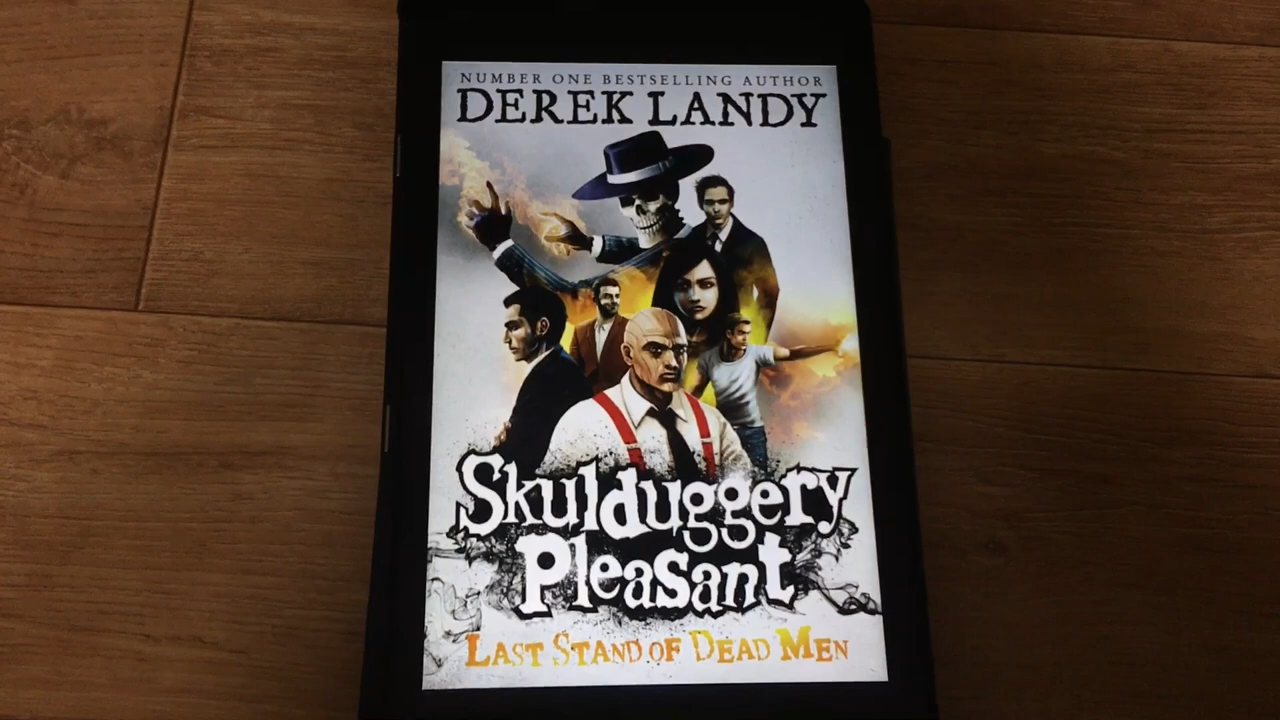 NUMBER ONE BESTSELLING AUTHOR
DEREK LANDY
Skulduggery
Pleasant
LAST STAND OF DEAD MEN